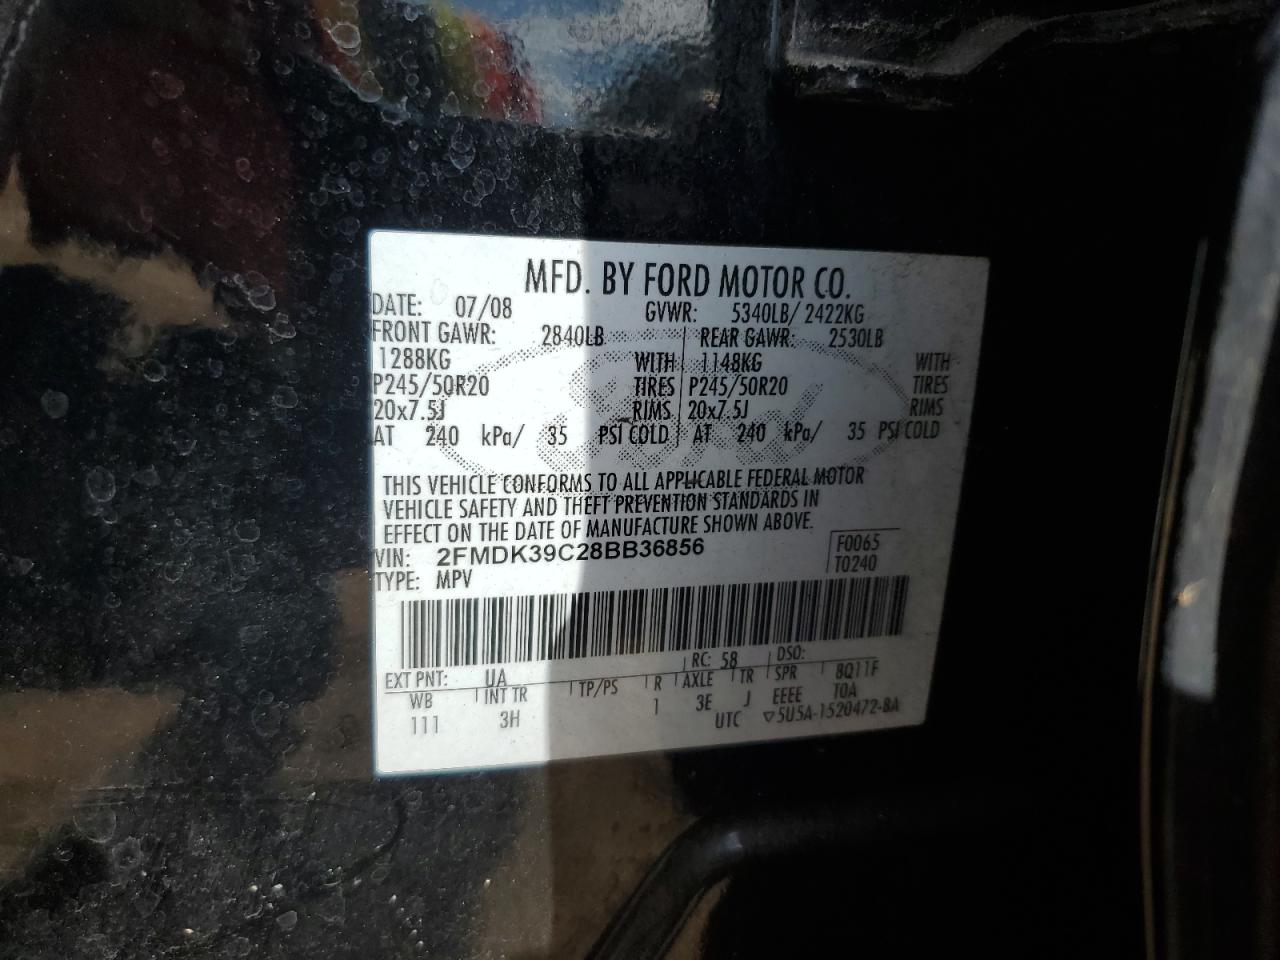 MFD. BY FORD MOTOR CO.
DATE: 07/08 GVWR: 5340LB/ 2422KG
FRONT GAWR: 2840LB REAR GAWR: 2530LB
1288KG WITH 1148KG WITH
P245/50R20 TIRES P245/50R20 TIRES
20x7.5J RIMS 20x7.5J RIMS
AT 240 kPa/ 35 PSI COLD AT 240 kPa/ 35 PSI COLD
THIS VEHICLE CONFORMS TO ALL APPLICABLE FEDERAL MOTOR
VEHICLE SAFETY AND THEFT PREVENTION STANDARDS IN
EFFECT ON THE DATE OF MANUFACTURE SHOWN ABOVE.
VIN: 2FMDK39C28BB36856 F0065
TYPE: MPV T0240
EXT PNT: UA RC: 58 DSO:
WB INT TR TP/PS R AXLE TR SPR 8Q11F
111 3H 1 3E J EEEE TOA
UTC ▽5U5A-1520472-BA